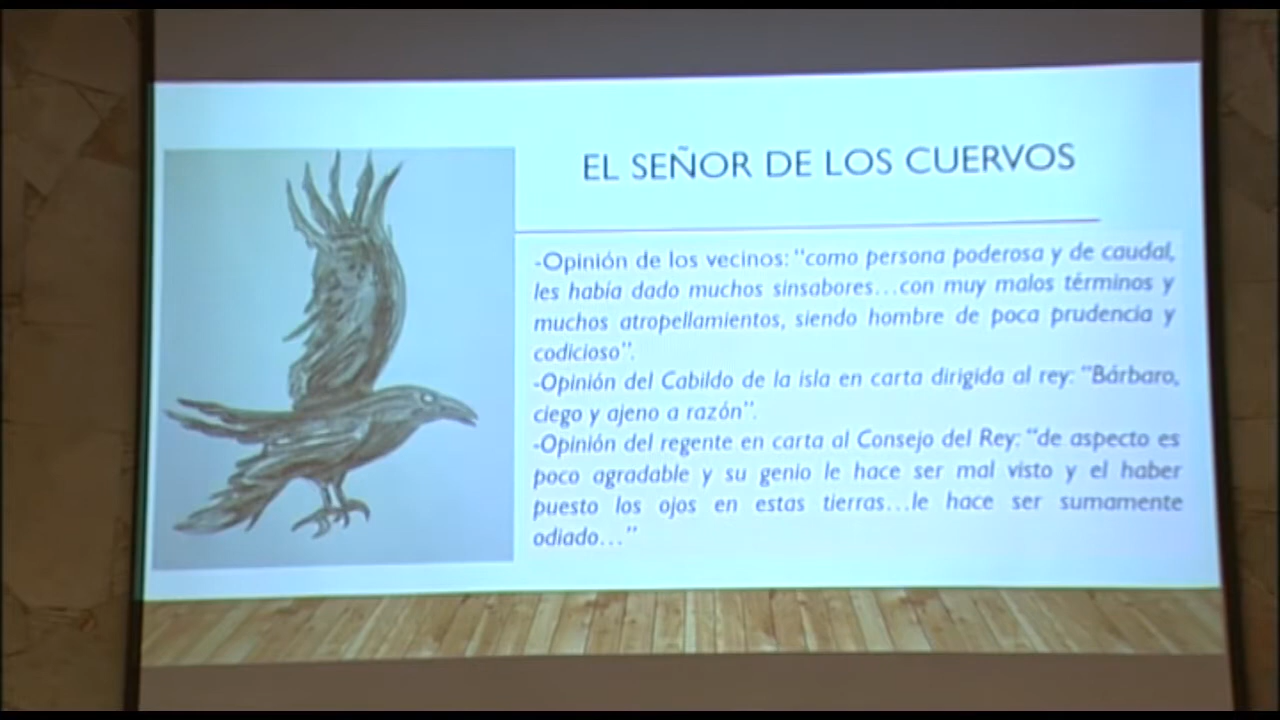 EL SEÑOR DE LOS CUERVOS
-Opinión de los vecinos: “como persona poderosa y de caudal,
les había dado muchos sinsabores…con muy malos términos y
muchos atropellamientos, siendo hombre de poca prudencia y
codicioso”.
-Opinión del Cabildo de la isla en carta dirigida al rey: “Bárbaro,
ciego y ajeno a razón”.
-Opinión del regente en carta al Consejo del Rey: “de aspecto es
poco agradable y su genio le hace ser mal visto y el haber
puesto los ojos en estas tierras…le hace ser sumamente
odiado…”